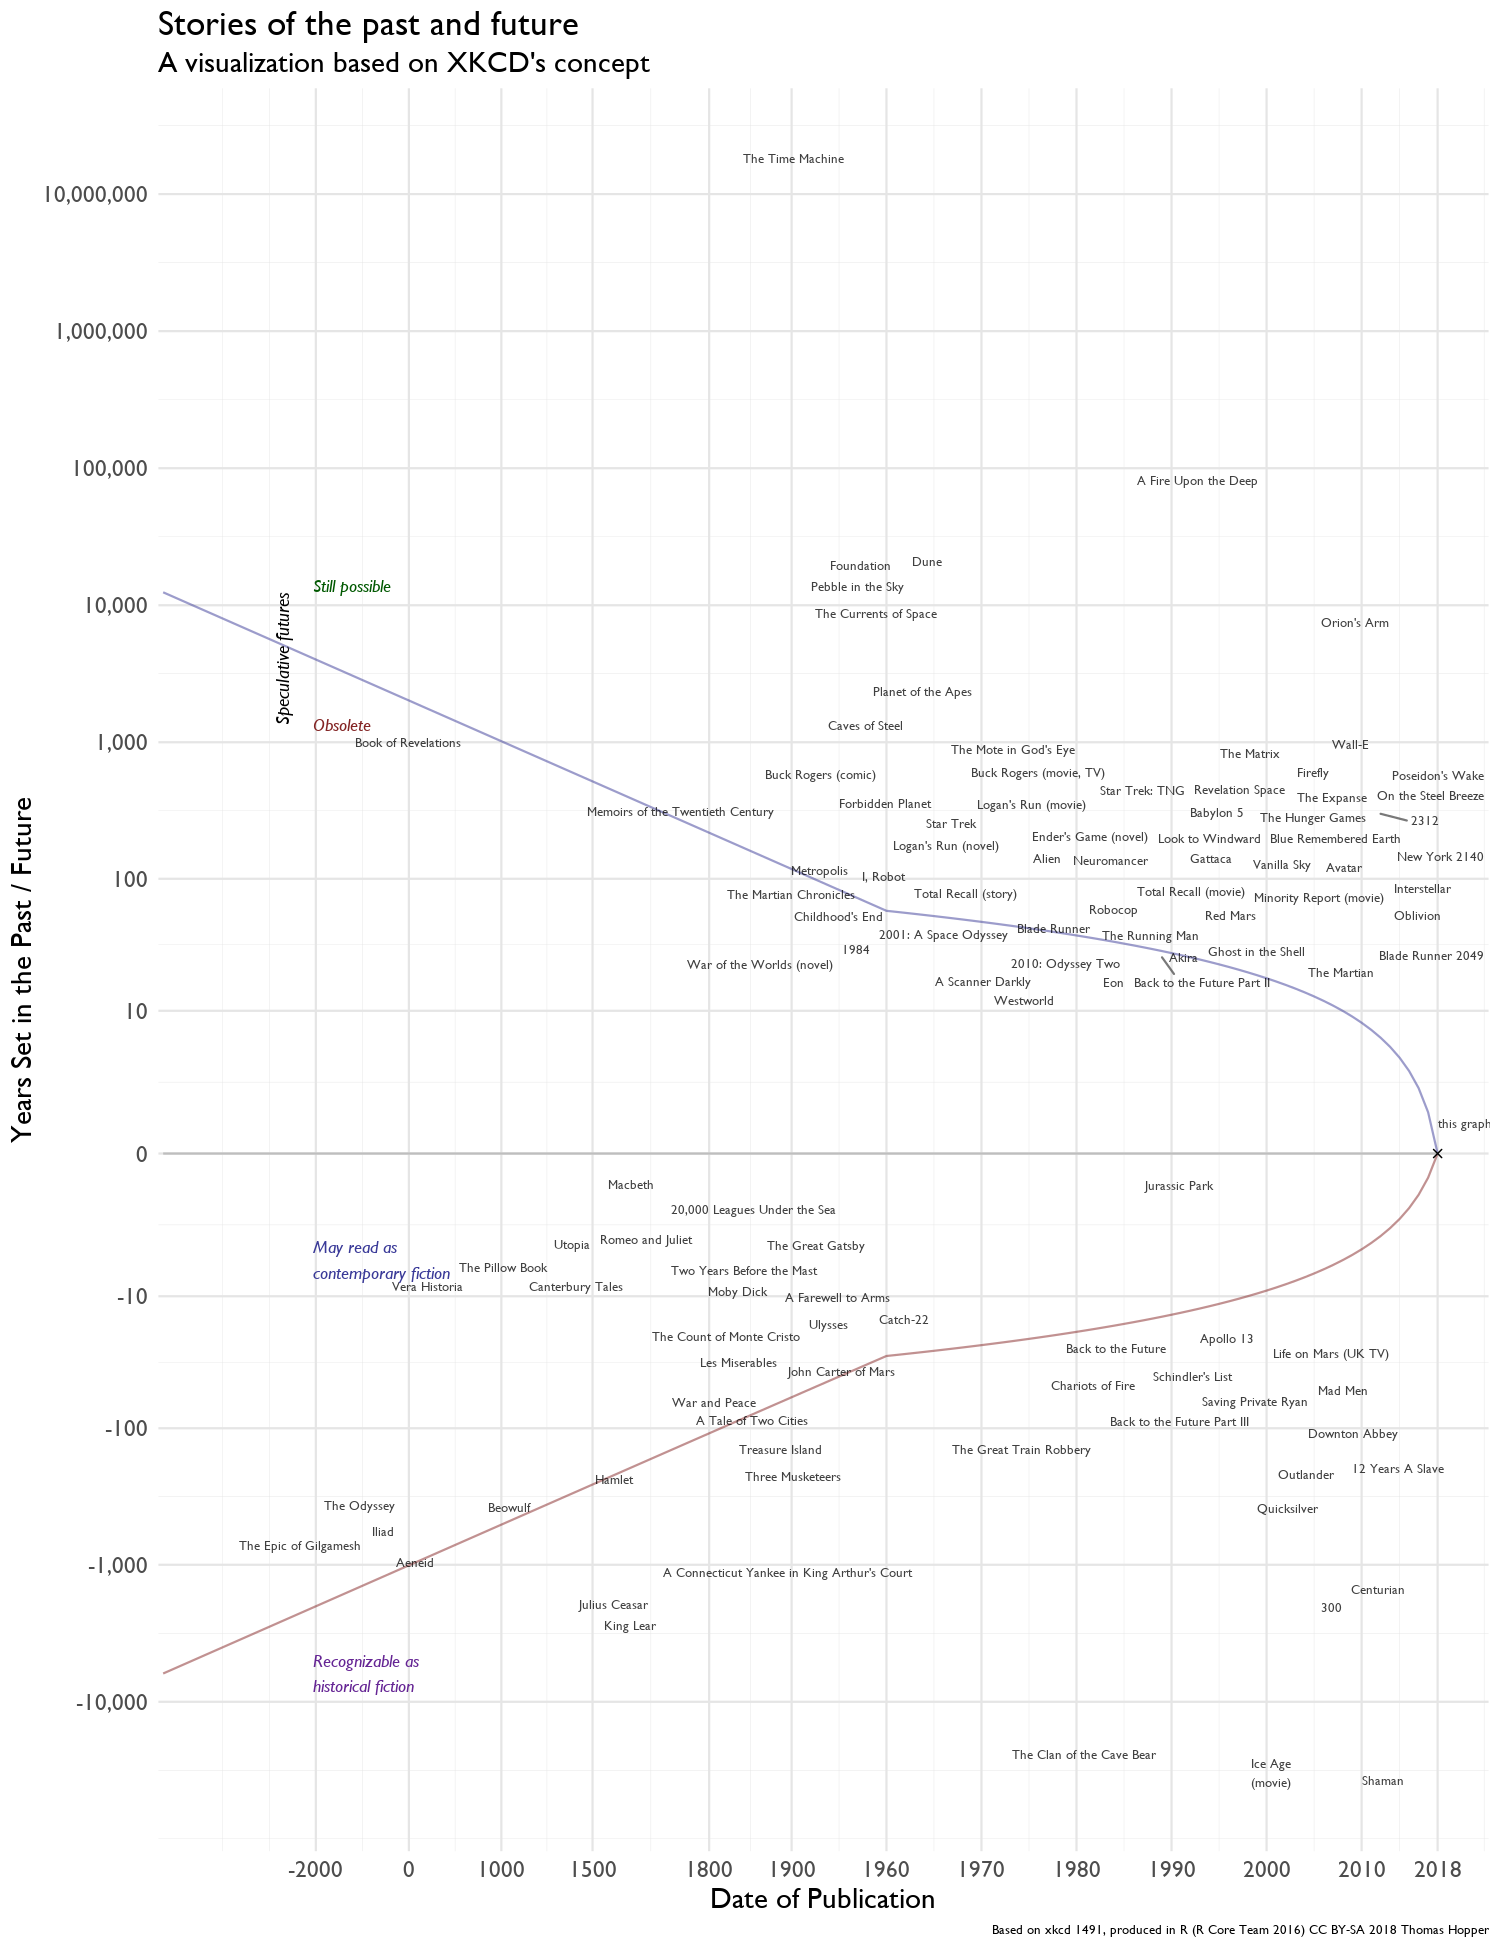 Stories of the past and future
A visualization based on XKCD's concept
Years Set in the Past / Future
10,000,000
1,000,000
100,000
10,000
1,000
100
10
0
-10
-100
-1,000
-10,000
The Time Machine
A Fire Upon the Deep
Foundation
Dune
Pebble in the Sky
The Currents of Space
Orion's Arm
Still possible
Speculative futures
Obsolete
Planet of the Apes
Caves of Steel
Book of Revelations
The Mote in God's Eye
The Matrix
Wall-E
Buck Rogers (comic)
Buck Rogers (movie, TV)
Firefly
Poseidon's Wake
Star Trek: TNG
Revelation Space
The Expanse
On the Steel Breeze
Memoirs of the Twentieth Century
Forbidden Planet
Logan's Run (movie)
Babylon 5
The Hunger Games
2312
Star Trek
Ender's Game (novel)
Look to Windward
Blue Remembered Earth
Logan's Run (novel)
Alien
Neuromancer
Gattaca
Vanilla Sky
Avatar
New York 2140
Metropolis
I, Robot
The Martian Chronicles
Total Recall (story)
Total Recall (movie)
Minority Report (movie)
Interstellar
Childhood's End
Robocop
Red Mars
Oblivion
2001: A Space Odyssey
Blade Runner
The Running Man
1984
Ghost in the Shell
Blade Runner 2049
War of the Worlds (novel)
2010: Odyssey Two
Akira
The Martian
A Scanner Darkly
Eon
Back to the Future Part II
Westworld
this graph
Macbeth
Jurassic Park
20,000 Leagues Under the Sea
Utopia
Romeo and Juliet
The Great Gatsby
May read as
contemporary fiction
The Pillow Book
Two Years Before the Mast
Vera Historia
Canterbury Tales
Moby Dick
A Farewell to Arms
Ulysses
Catch-22
The Count of Monte Cristo
Back to the Future
Apollo 13
Les Miserables
John Carter of Mars
Life on Mars (UK TV)
Chariots of Fire
Schindler's List
Mad Men
War and Peace
Saving Private Ryan
A Tale of Two Cities
Back to the Future Part III
Downton Abbey
Treasure Island
The Great Train Robbery
Hamlet
Three Musketeers
Outlander
12 Years A Slave
The Odyssey
Beowulf
Quicksilver
Iliad
The Epic of Gilgamesh
Aeneid
A Connecticut Yankee in King Arthur's Court
Centurian
Julius Ceasar
300
King Lear
Recognizable as
historical fiction
The Clan of the Cave Bear
Ice Age
(movie)
Shaman
-2000
0
1000
1500
1800
1900
1960
1970
1980
1990
2000
2010
2018
Date of Publication
Based on xkcd 1491, produced in R (R Core Team 2016) CC BY-SA 2018 Thomas Hopper